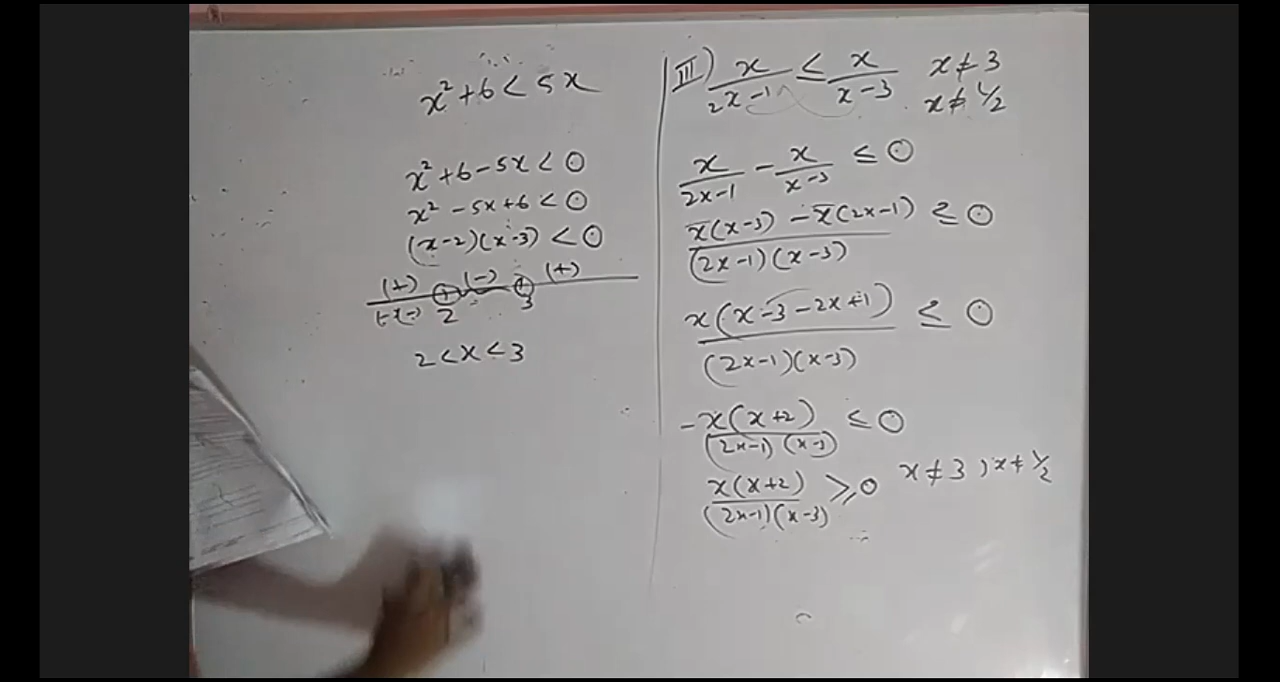 x² + 6 < 5x
x² + 6 - 5x < 0
x² - 5x + 6 < 0
(x-2)(x-3) < 0
(+) (-) (+)
(-)(-) 2 3
2 < x < 3
III) x/(2x-1) ≤ x/(x-3) x ≠ 3
x ≠ 1/2
x/(2x-1) - x/(x-3) ≤ 0
x(x-3) - x(2x-1) ≤ 0
(2x-1)(x-3)
x(x-3-2x+1) ≤ 0
(2x-1)(x-3)
-x(x+2) ≤ 0
(2x-1)(x-3)
x(x+2) ≥ 0 x ≠ 3, x ≠ 1/2
(2x-1)(x-3)